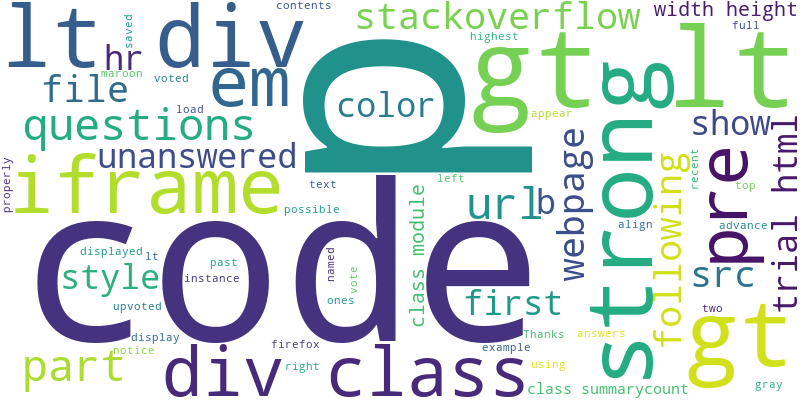 lt div
contents
saved
hr
maroon
voted
stackoverflow
highest
width height
full
file
em
load
color
gt
lt
questions
appear
show
strong
properly
unanswered
iframe
text
left
possible
p
url
b
webpage
following
recent
pre
top
trial html
class module
align
advance
displayed
lt
style
past
instance
named
vote
ones
code
src
upvoted
first
two
display
notice
firefox
Thanks
answers
example
gt
part
div class
right
using
class summarycount
gray